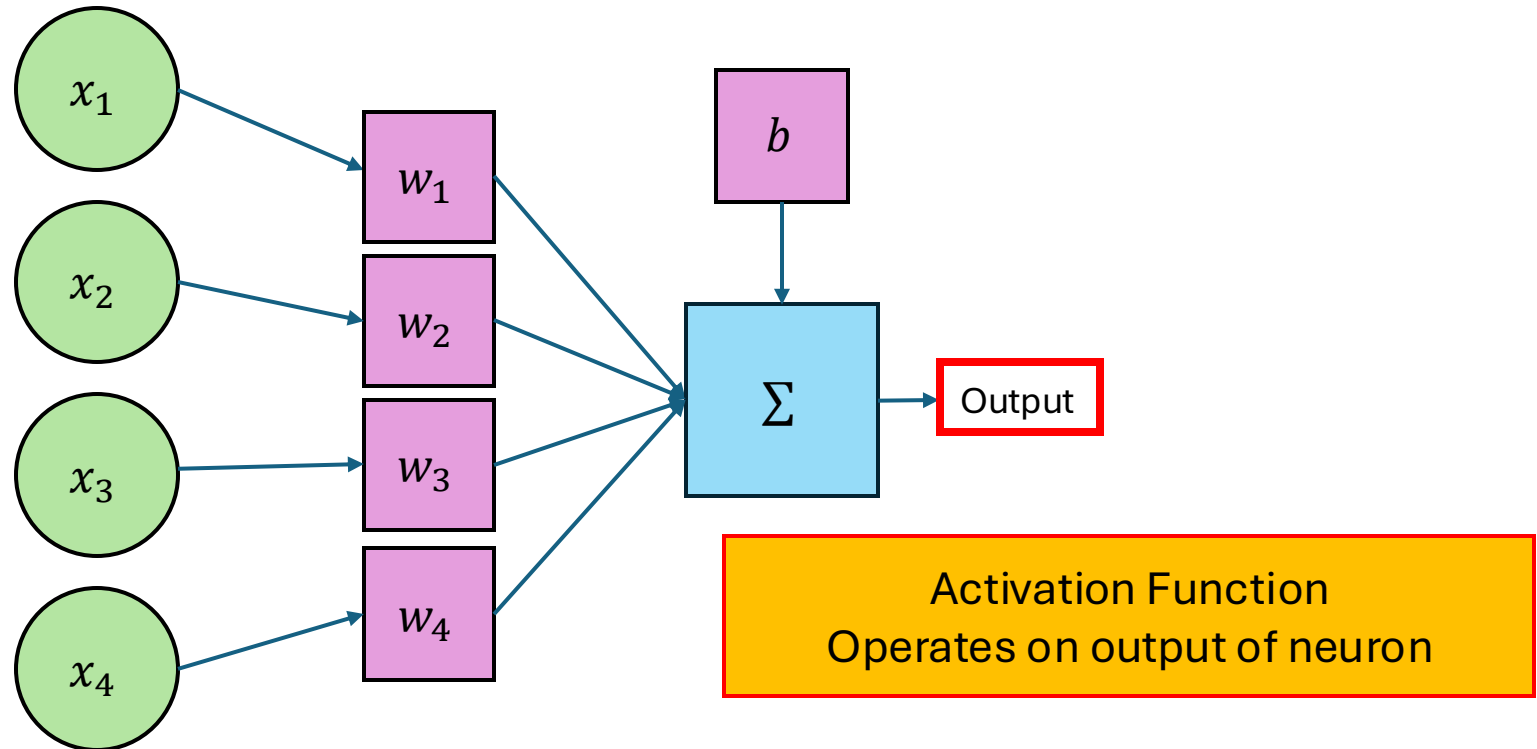 x₁
x₂
x₃
x₄
w₁
w₂
w₃
w₄
b
Σ
Output
Activation Function
Operates on output of neuron